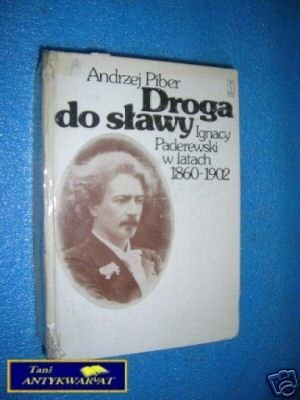 Andrzej Piber
Droga
do sławy
Ignacy
Paderewski
w latach
1860-1902
Tani
ANTYKWARIAT